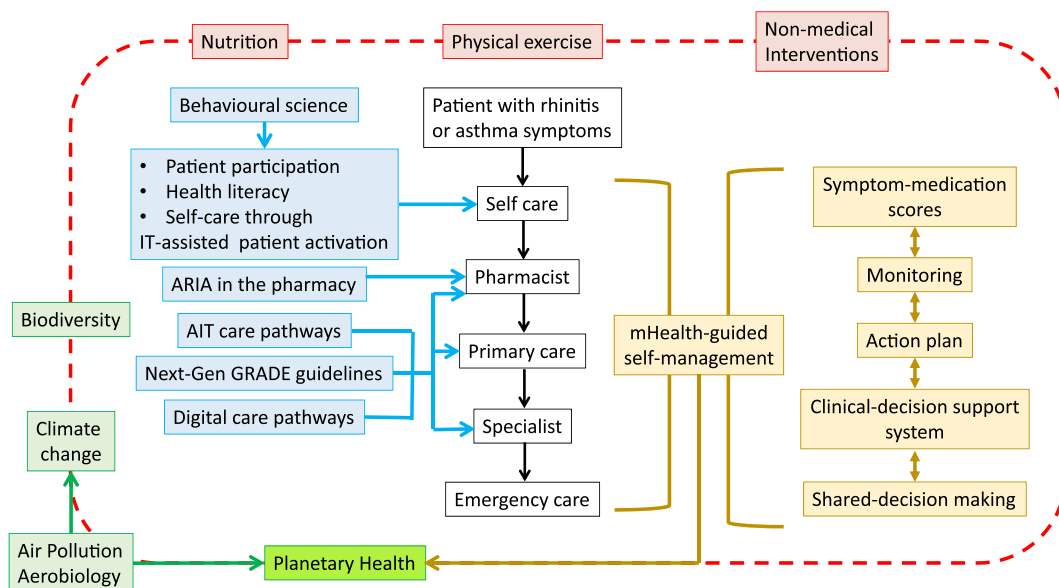 Nutrition
Physical exercise
Non-medical
Interventions
Behavioural science
Patient with rhinitis
or asthma symptoms
• Patient participation
• Health literacy
• Self-care through
IT-assisted patient activation
Self care
ARIA in the pharmacy
Pharmacist
AIT care pathways
Next-Gen GRADE guidelines
Digital care pathways
Primary care
Specialist
Emergency care
mHealth-guided
self-management
Symptom-medication
scores
Monitoring
Action plan
Clinical-decision support
system
Shared-decision making
Biodiversity
Climate
change
Air Pollution
Aerobiology
Planetary Health